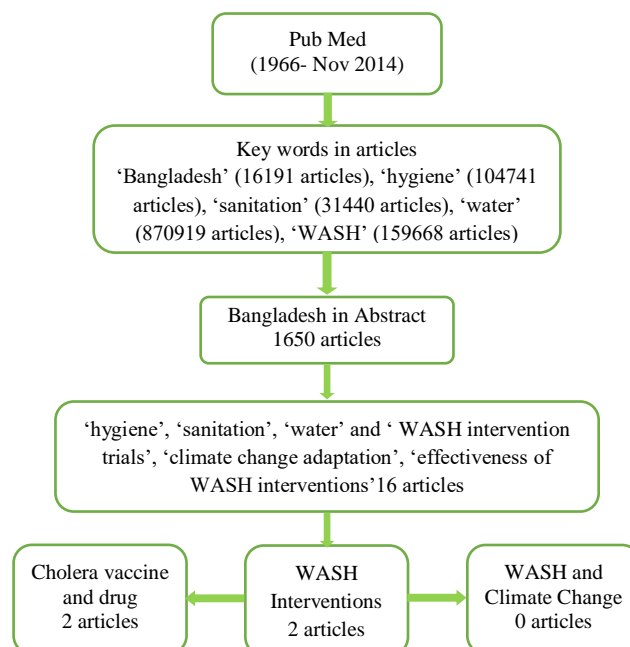 Pub Med
(1966- Nov 2014)
Key words in articles
‘Bangladesh’ (16191 articles), ‘hygiene’ (104741
articles), ‘sanitation’ (31440 articles), ‘water’
(870919 articles), ‘WASH’ (159668 articles)
Bangladesh in Abstract
1650 articles
‘hygiene’, ‘sanitation’, ‘water’ and ‘ WASH intervention
trials’, ‘climate change adaptation’, ‘effectiveness of
WASH interventions’16 articles
Cholera vaccine
and drug
2 articles
WASH
Interventions
2 articles
WASH and
Climate Change
0 articles